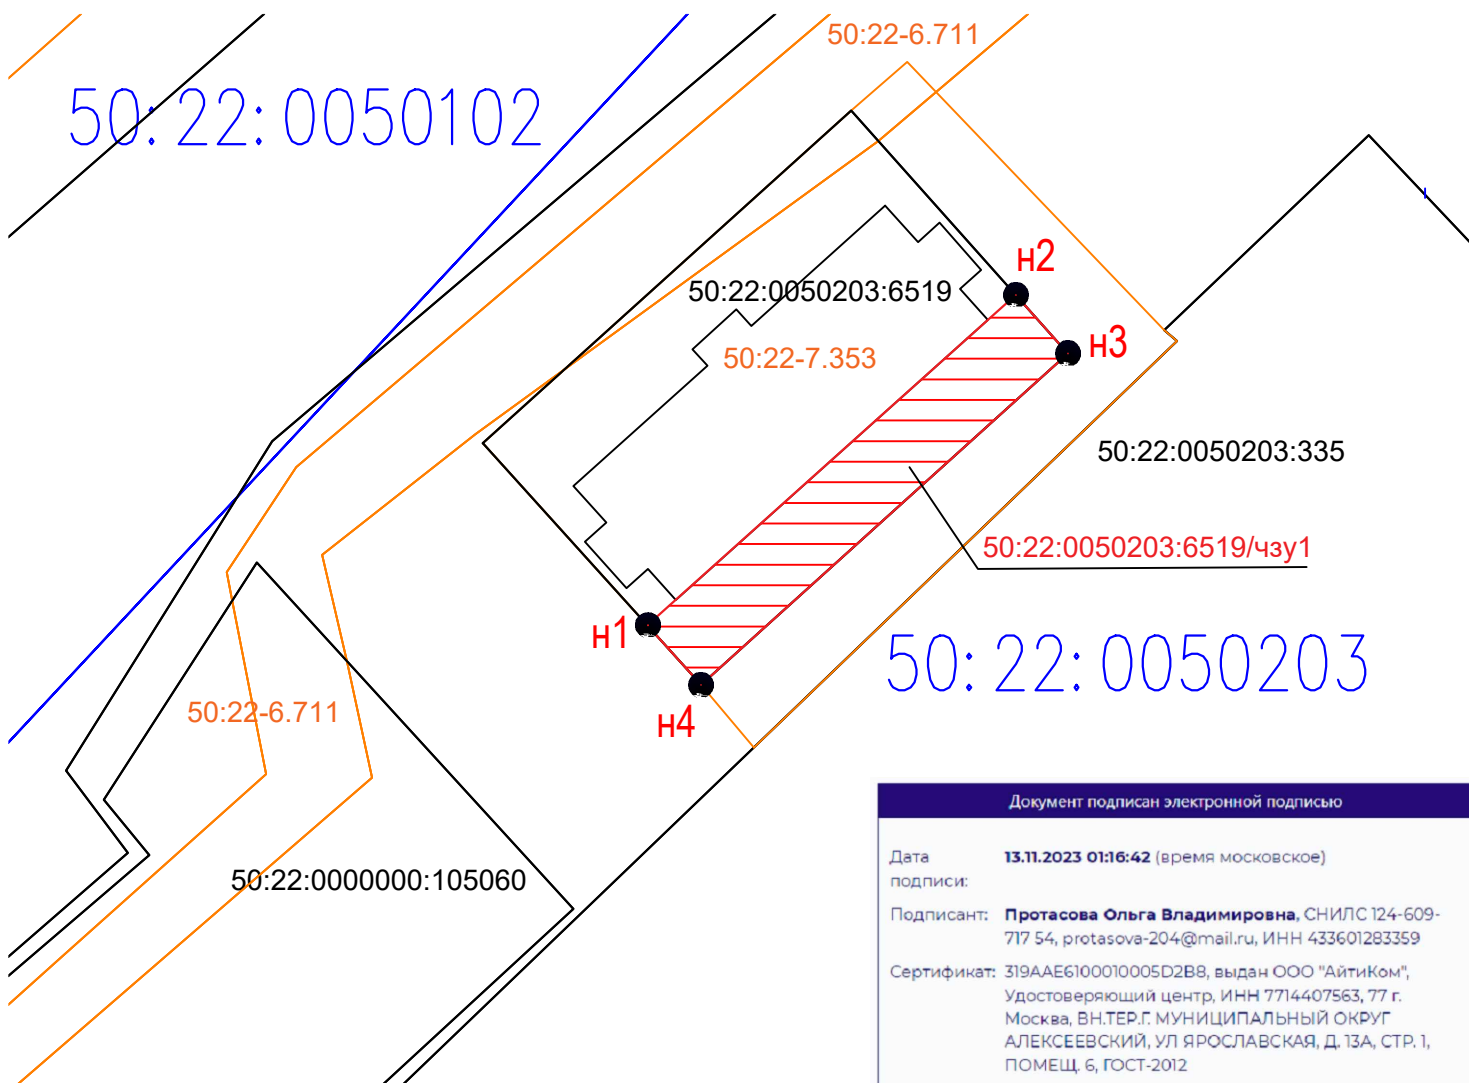 50:22-6.711
50:22:0050102
н2
50:22:0050203:6519
н3
50:22-7.353
50:22:0050203:335
50:22:0050203:6519/чзу1
н1
50:22:0050203
50:22-6.711
н4
50:22:0000000:105060
Документ подписан электронной подписью
Дата подписи: 13.11.2023 01:16:42 (время московское)
Подписант: Протасова Ольга Владимировна, СНИЛС 124-609-
717 54, protasova-204@mail.ru, ИНН 433601283359
Сертификат: 319AAE6100010005D2B8, выдан ООО "АйтиКом",
Удостоверяющий центр, ИНН 7714407563, 77 г.
Москва, ВН.ТЕР.Г. МУНИЦИПАЛЬНЫЙ ОКРУГ
АЛЕКСЕЕВСКИЙ, УЛ ЯРОСЛАВСКАЯ, Д. 13А, СТР. 1,
ПОМЕЩ. 6, ГОСТ-2012